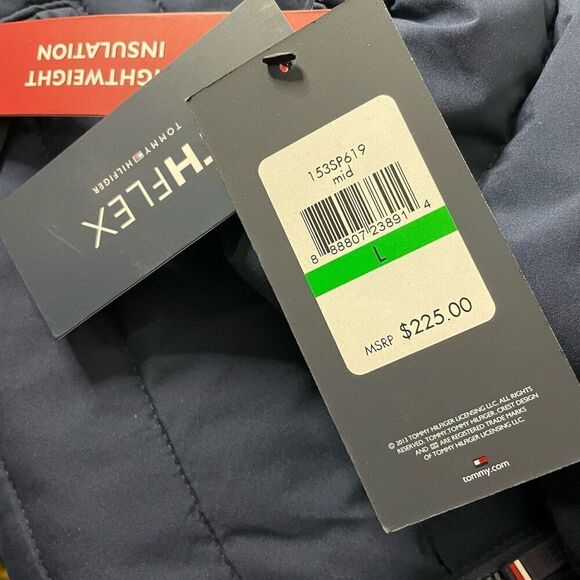 LIGHTWEIGHT
INSULATION
THFLEX
TOMMY HILFIGER
153SP619
mid
8 88807 23891 4
L
MSRP $225.00
© 2013 TOMMY HILFIGER LICENSING LLC. ALL RIGHTS
RESERVED. TOMMY, TOMMY HILFIGER, CREST DESIGN
AND ARE REGISTERED TRADE MARKS
OF TOMMY HILFIGER LICENSING LLC.
tommy.com